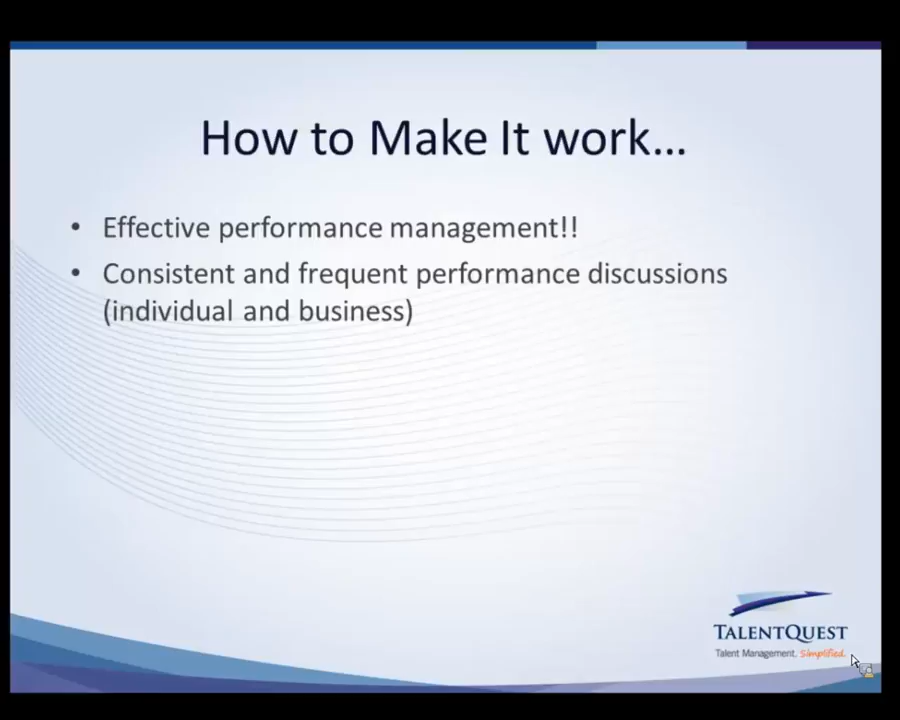 How to Make It work...
• Effective performance management!!
• Consistent and frequent performance discussions
(individual and business)
TALENTQUEST
Talent Management. Simplified.